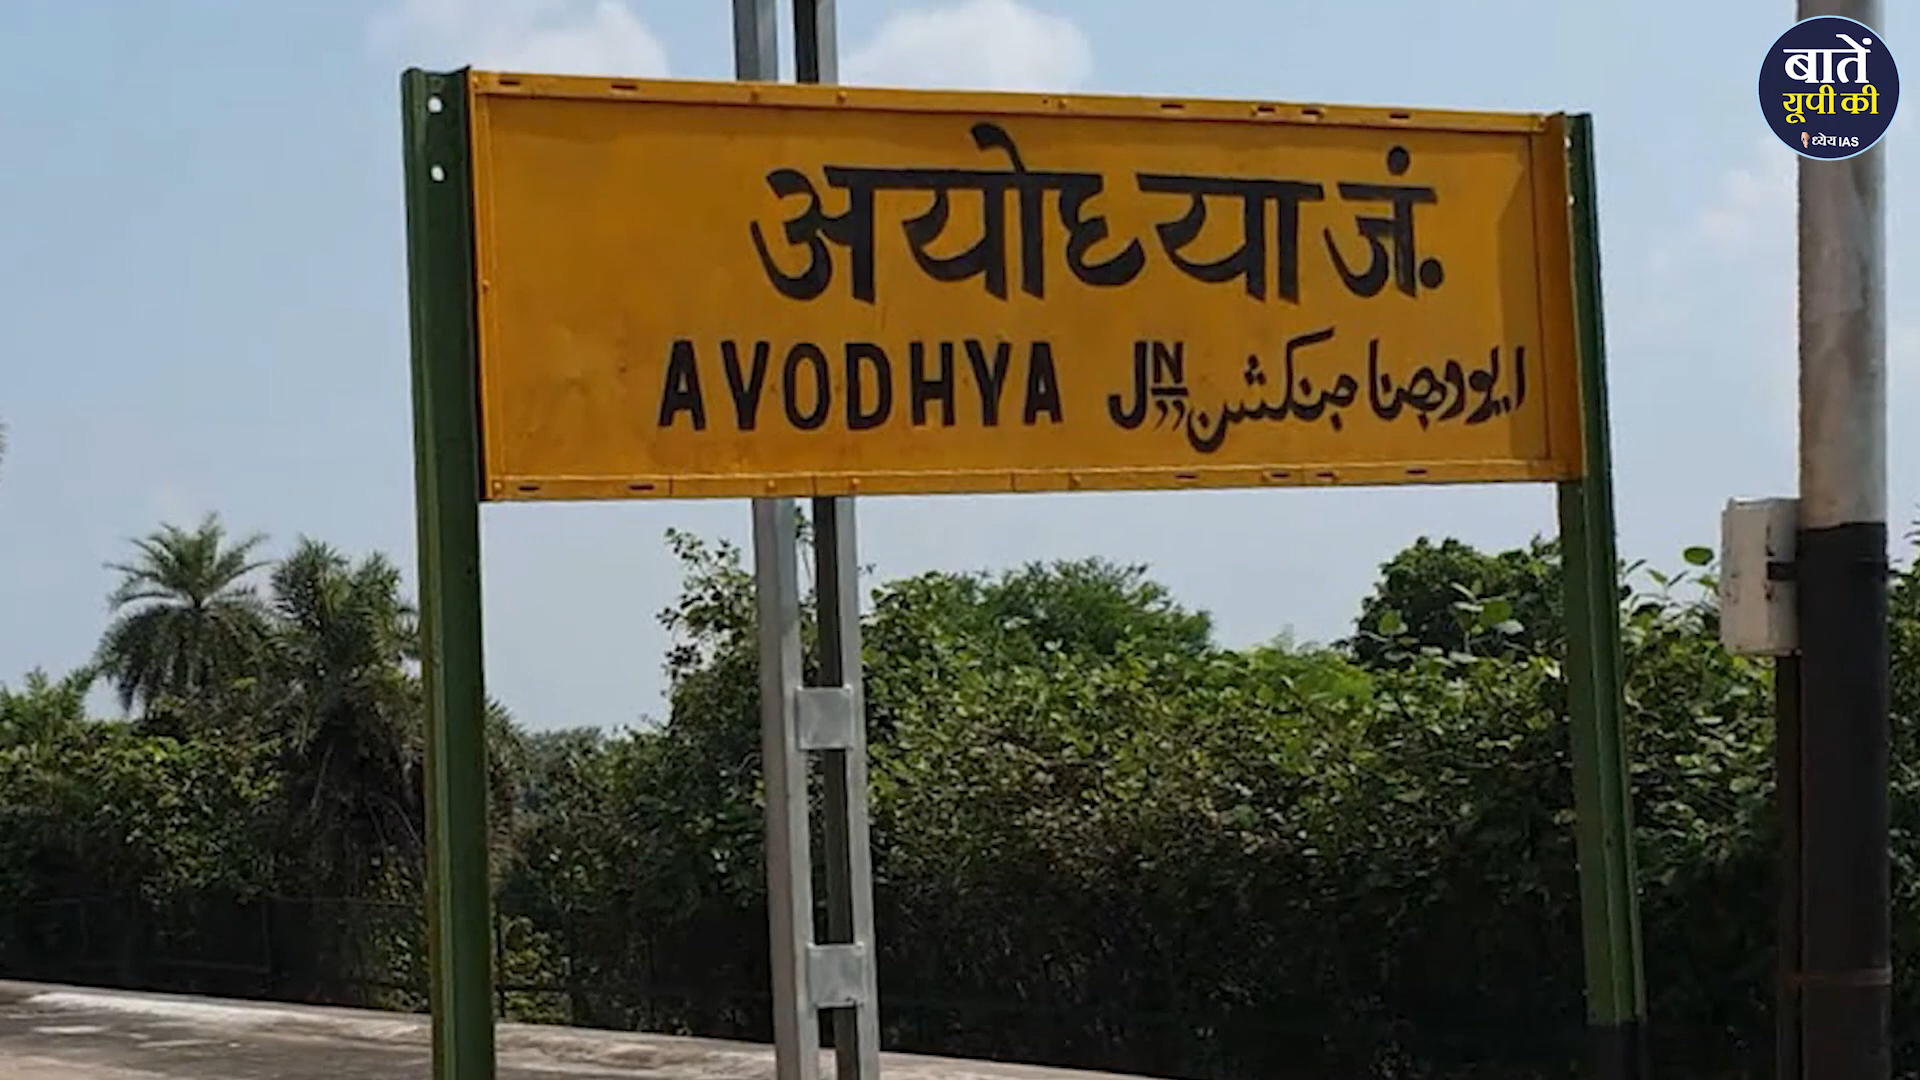 अयोध्या जं.
AVODHYA JN
ایودھیا جنکشن
बातें
यूपी की
ध्येय IAS